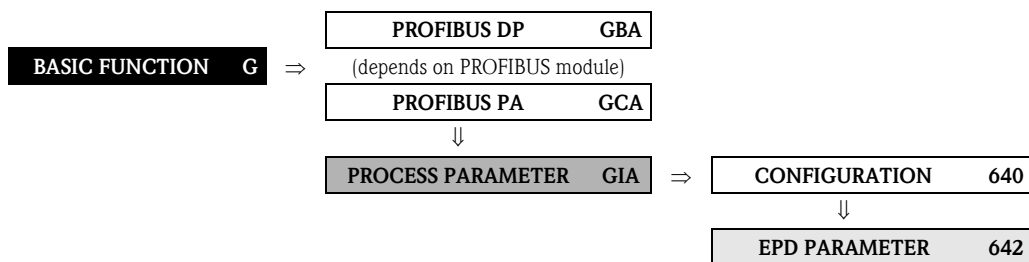 PROFIBUS DP GBA
BASIC FUNCTION G ⇒ (depends on PROFIBUS module)
PROFIBUS PA GCA
⇓
PROCESS PARAMETER GIA ⇒ CONFIGURATION 640
⇓
EPD PARAMETER 642